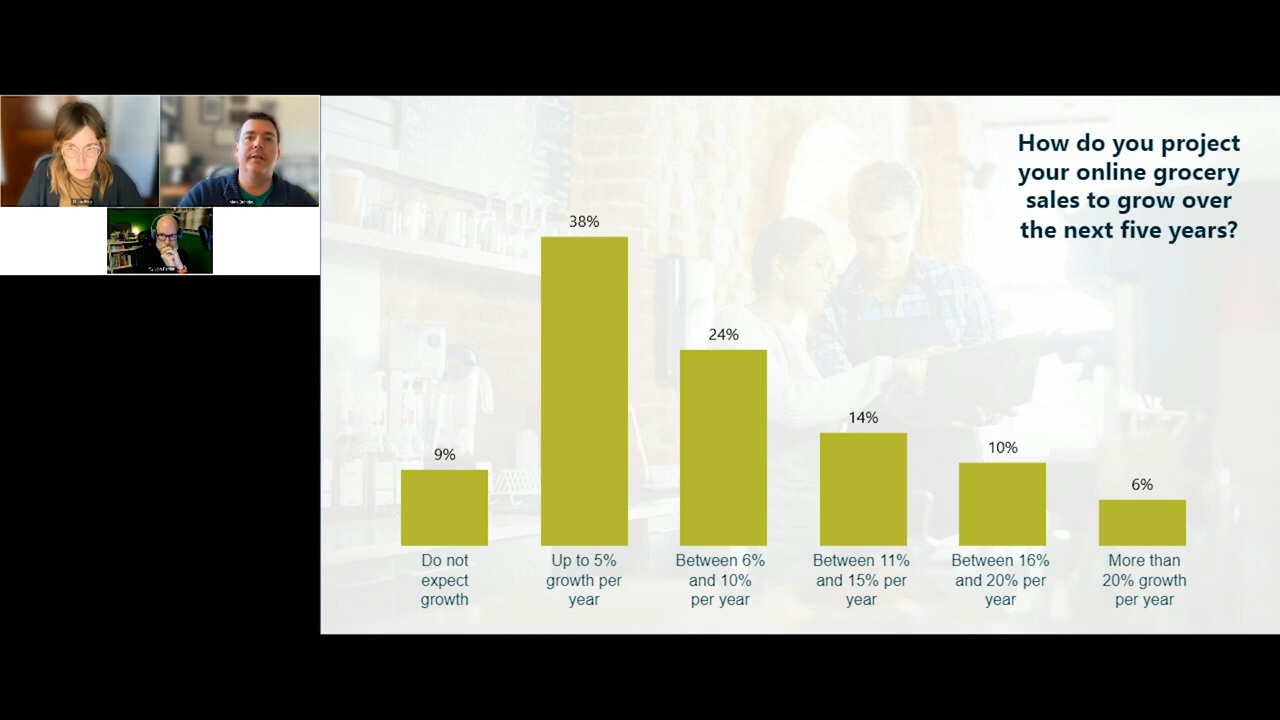 How do you project
your online grocery
sales to grow over
the next five years?
38%
24%
14%
10%
9%
6%
Do not
expect
growth
Up to 5%
growth per
year
Between 6%
and 10%
per year
Between 11%
and 15% per
year
Between 16%
and 20% per
year
More than
20% growth
per year